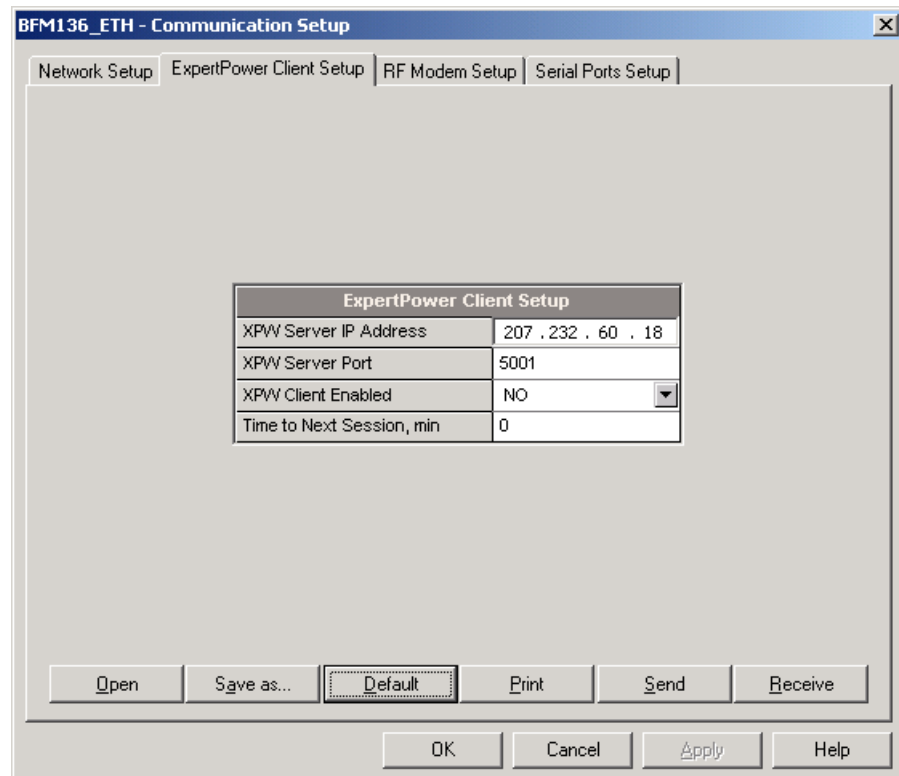 BFM136_ETH - Communication Setup
Network Setup ExpertPower Client Setup RF Modem Setup Serial Ports Setup
ExpertPower Client Setup
XPW Server IP Address 207 . 232 . 60 . 18
XPW Server Port 5001
XPW Client Enabled NO
Time to Next Session, min 0
Open Save as... Default Print Send Receive
OK Cancel Apply Help